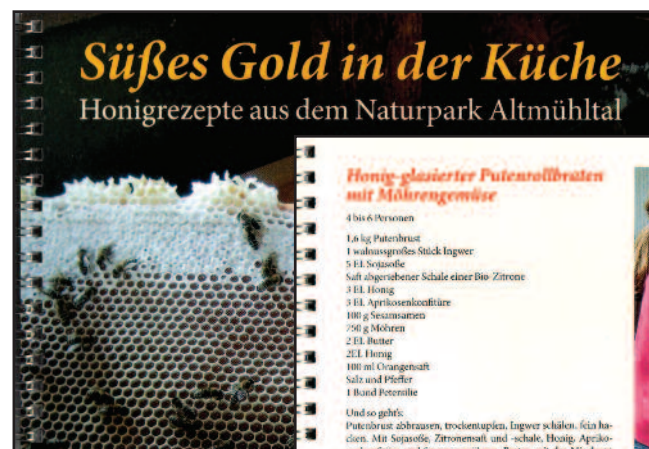 Süßes Gold in der Küche
Honigrezepte aus dem Naturpark Altmühltal
Honig-glasierter Putenrollbraten
mit Möhrengemüse
4 bis 6 Personen
1,6 kg Putenbrust
1 walnussgroßes Stück Ingwer
5 EL Sojasoße
Saft abgeriebener Schale einer Bio-Zitrone
3 EL Honig
3 EL Aprikosenkonfitüre
100 g Sesamsamen
750 g Möhren
2 EL Butter
2EL Honig
100 ml Orangensaft
Salz und Pfeffer
1 Bund Petersilie
Und so geht's:
Putenbrust abbrausen, trockentupfen, Ingwer schälen, fein ha-
cken. Mit Sojasoße, Zitronensaft und -schale, Honig, Apriko-